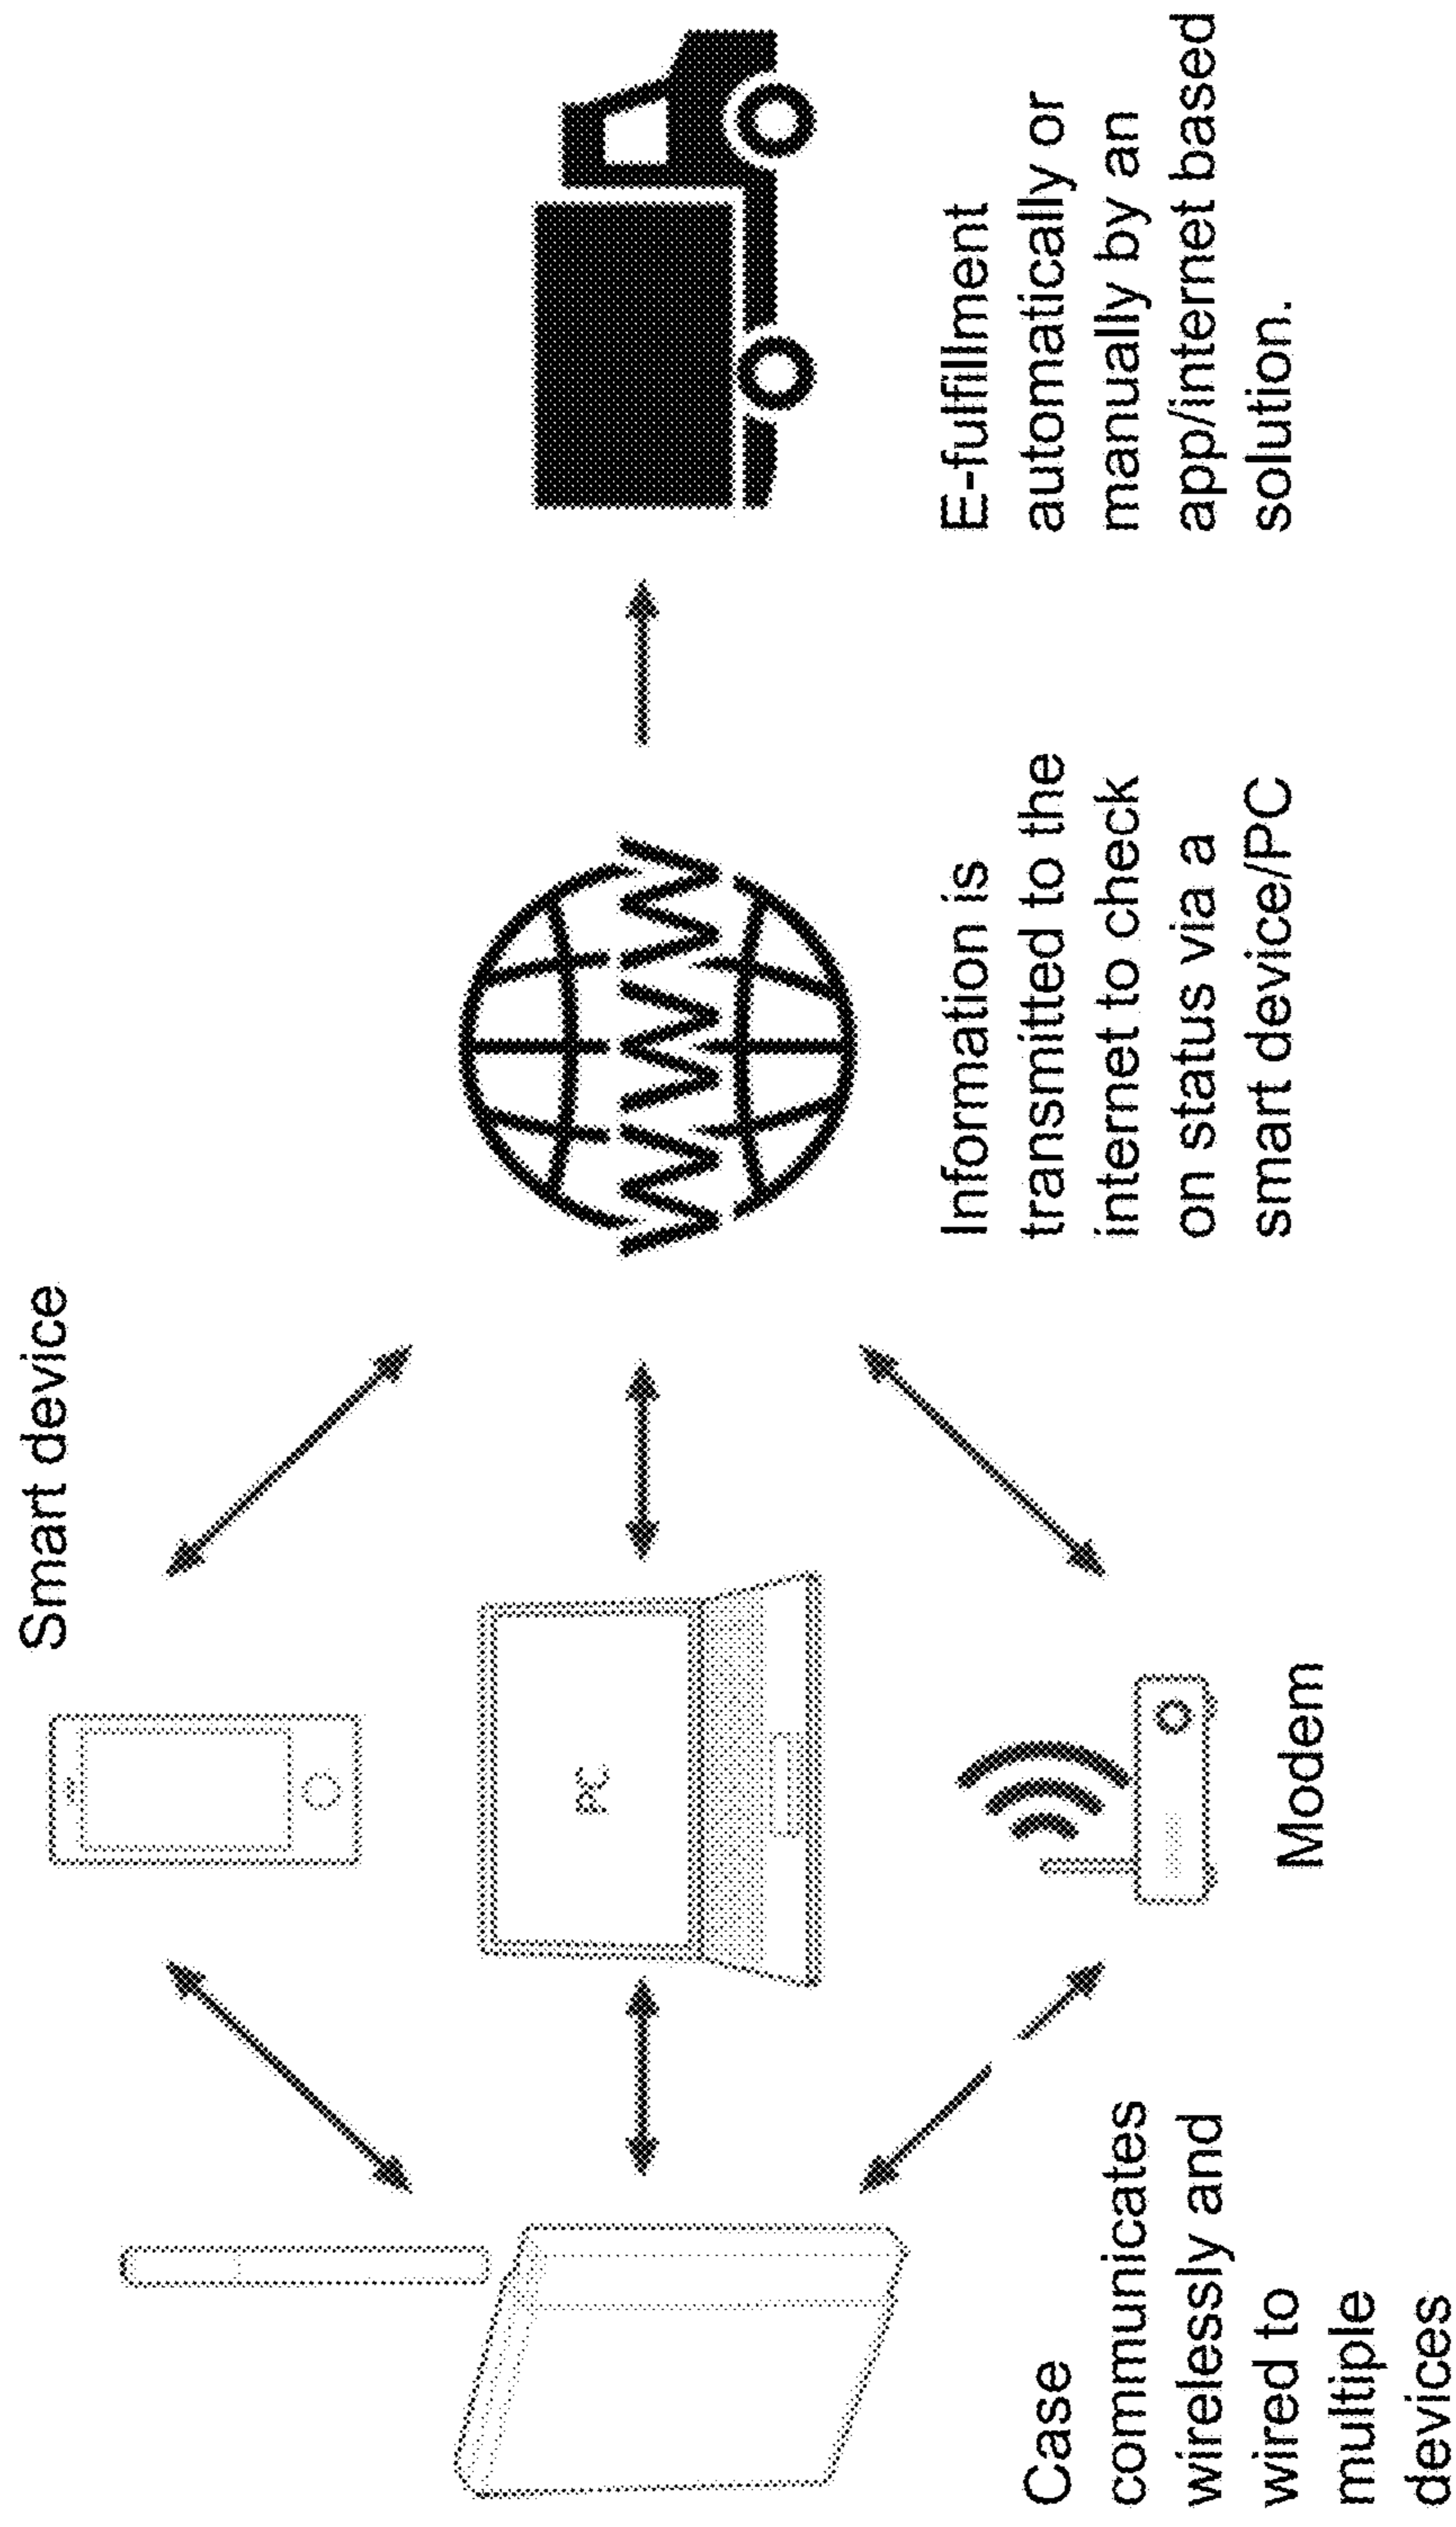 Smart device
PC
Modem
Case
communicates
wirelessly and
wired to
multiple
devices
WWW
Information is
transmitted to the
internet to check
on status via a
smart device/PC
E-fulfillment
automatically or
manually by an
app/internet based
solution.